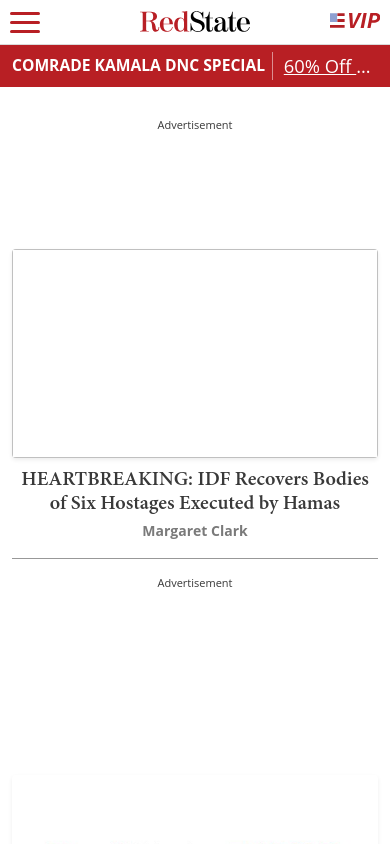 RedState
VIP
COMRADE KAMALA DNC SPECIAL
60% Off ...
Advertisement
HEARTBREAKING: IDF Recovers Bodies
of Six Hostages Executed by Hamas
Margaret Clark
Advertisement